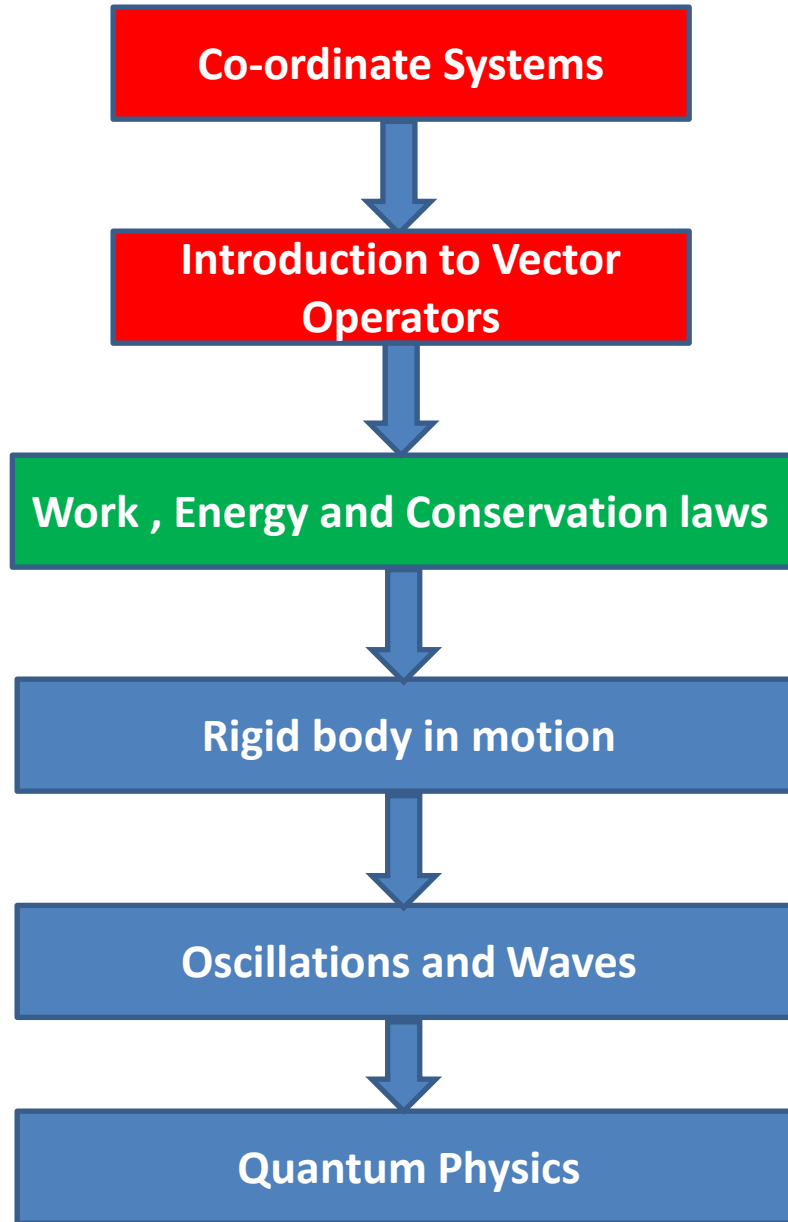 Co-ordinate Systems
Introduction to Vector
Operators
Work , Energy and Conservation laws
Rigid body in motion
Oscillations and Waves
Quantum Physics